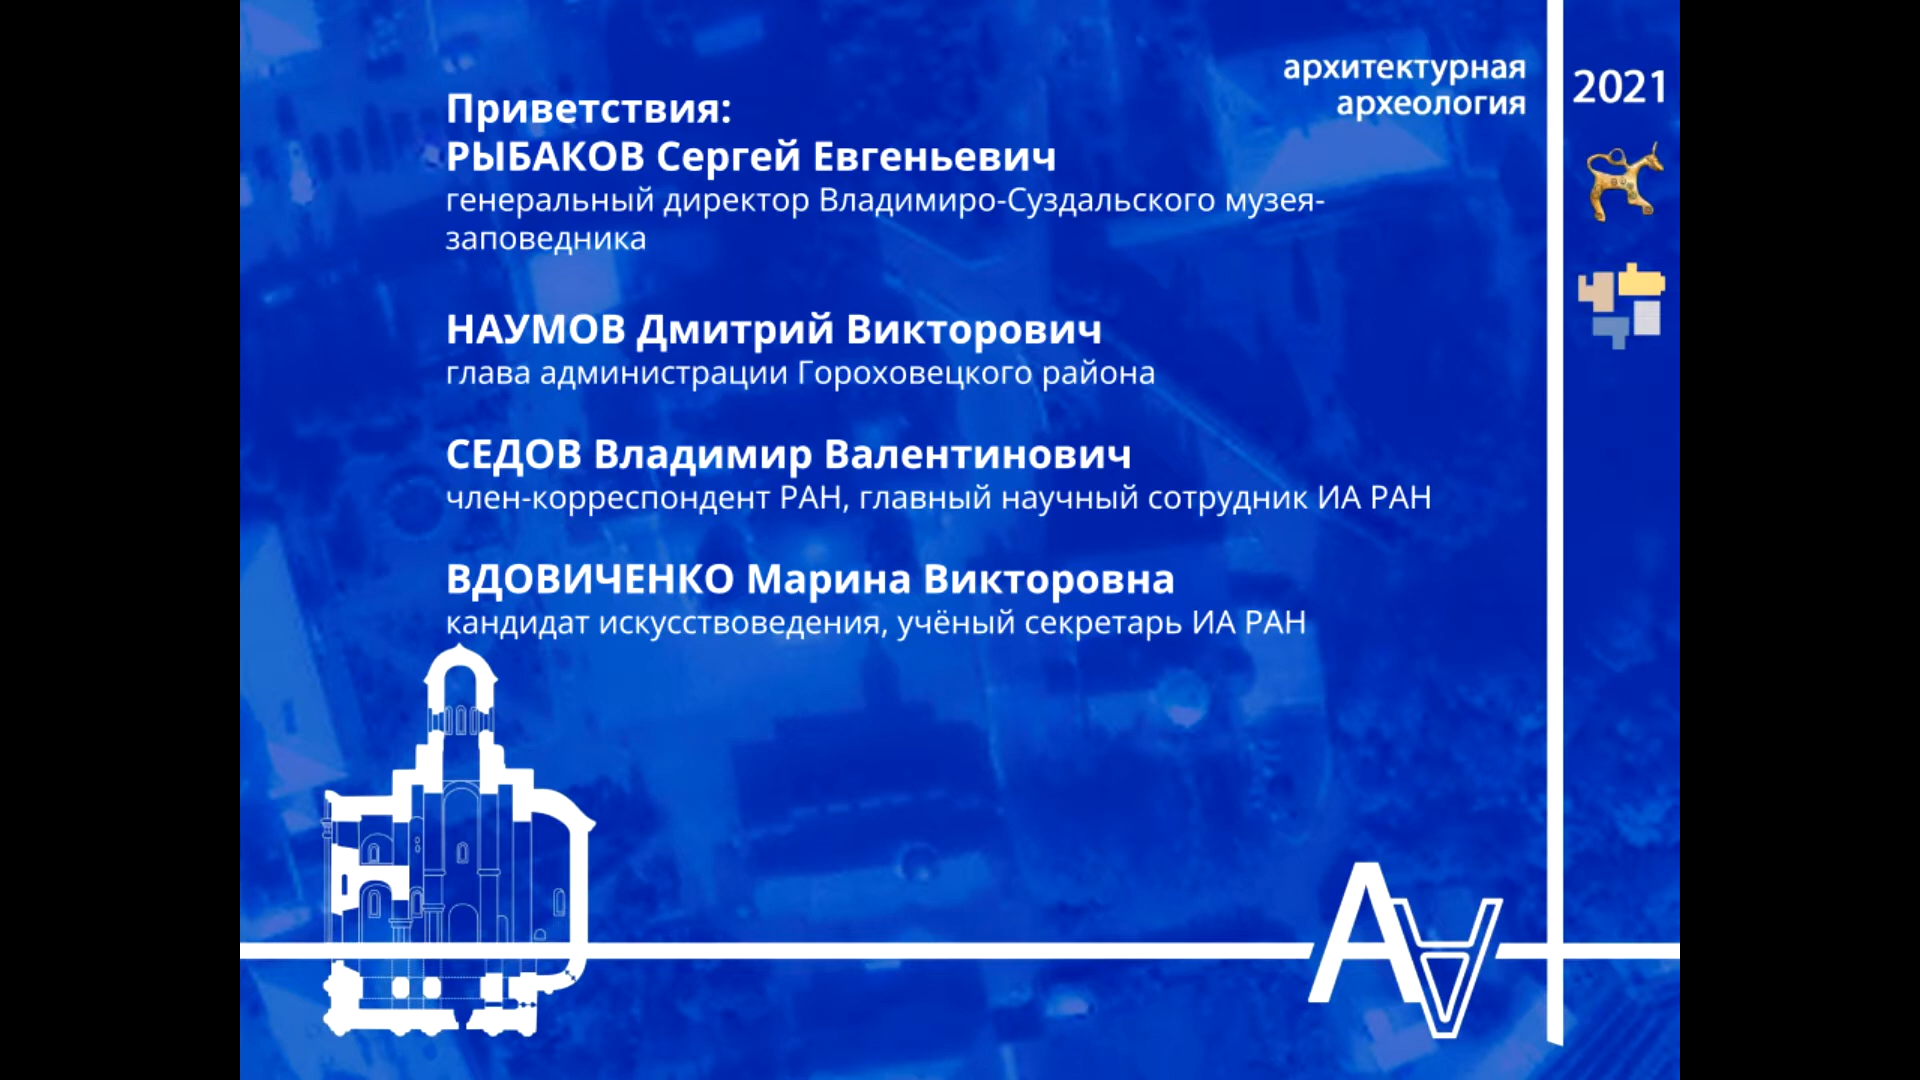 архитектурная
археология
2021
Приветствия:
РЫБАКОВ Сергей Евгеньевич
генеральный директор Владимиро-Суздальского музея-
заповедника
НАУМОВ Дмитрий Викторович
глава администрации Гороховецкого района
СЕДОВ Владимир Валентинович
член-корреспондент РАН, главный научный сотрудник ИА РАН
ВДОВИЧЕНКО Марина Викторовна
кандидат искусствоведения, учёный секретарь ИА РАН
АА